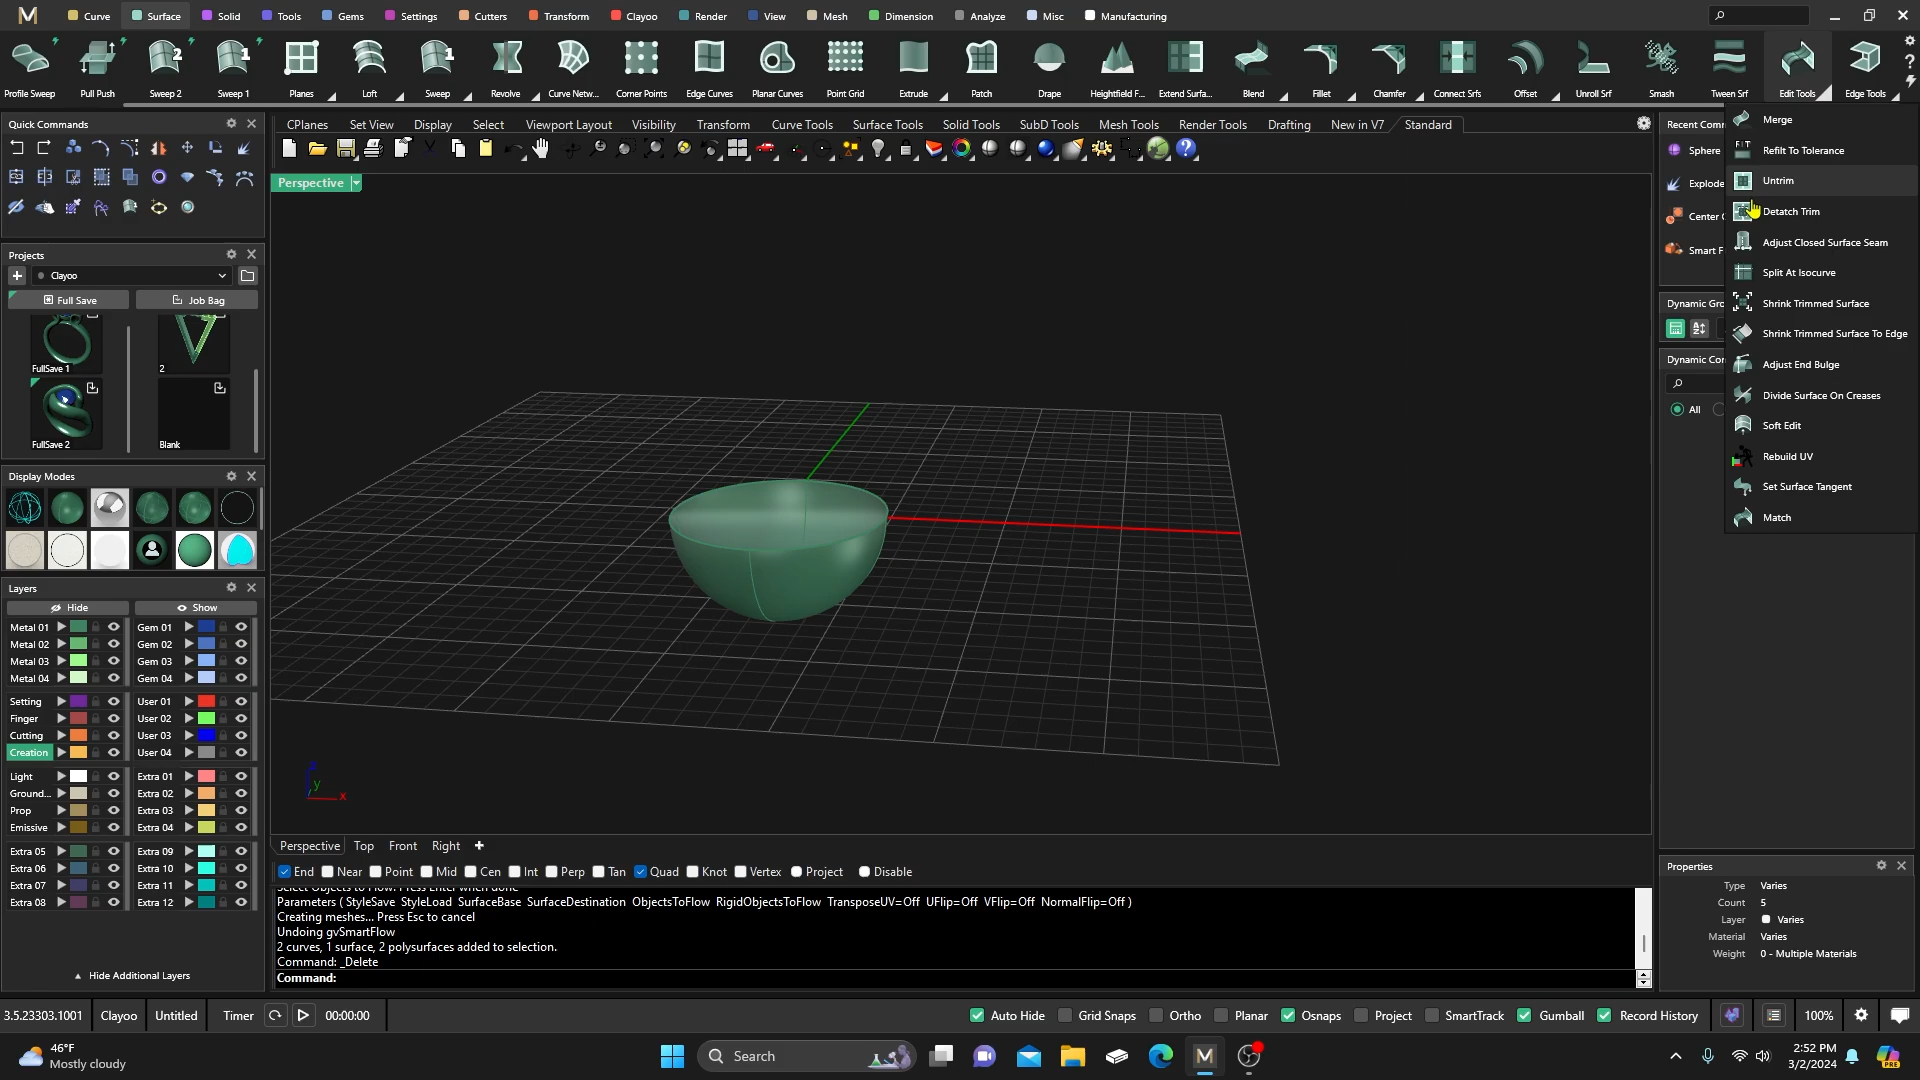 Curve Surface Solid Tools Gems Settings Cutters Transform Clayoo Render View Mesh Dimension Analyze Misc Manufacturing
Profile Sweep Pull Push Sweep 2 Sweep 1 Planes Loft Sweep Revolve Curve Netw... Corner Points Edge Curves Planar Curves Point Grid Extrude Patch Drape Heightfield F... Extend Surfa... Blend Fillet Chamfer Connect Srfs Offset Unroll Srf Smash Tween Srf Edit Tools Edge Tools
Quick Commands
CPlanes Set View Display Select Viewport Layout Visibility Transform Curve Tools Surface Tools Solid Tools SubD Tools Mesh Tools Render Tools Drafting New in V7 Standard
Perspective
Projects
Clayoo
Full Save Job Bag
FullSave 1 2
FullSave 2 Blank
Display Modes
Layers
Hide Show
Metal 01 Gem 01
Metal 02 Gem 02
Metal 03 Gem 03
Metal 04 Gem 04
Setting User 01
Finger User 02
Cutting User 03
Creation User 04
Light Extra 01
Ground... Extra 02
Prop Extra 03
Emissive Extra 04
Extra 05 Extra 09
Extra 06 Extra 10
Extra 07 Extra 11
Extra 08 Extra 12
Hide Additional Layers
z
y
x
Recent Comm
Sphere
Explode
Center
Smart F
Dynamic Gro
Dynamic Con
All
Merge
Refilt To Tolerance
Untrim
Detatch Trim
Adjust Closed Surface Seam
Split At Isocurve
Shrink Trimmed Surface
Shrink Trimmed Surface To Edge
Adjust End Bulge
Divide Surface On Creases
Soft Edit
Rebuild UV
Set Surface Tangent
Match
Perspective Top Front Right
End Near Point Mid Cen Int Perp Tan Quad Knot Vertex Project Disable
Select Objects to Flow. Press Enter when done
Parameters ( StyleSave StyleLoad SurfaceBase SurfaceDestination ObjectsToFlow RigidObjectsToFlow TransposeUV=Off UFlip=Off VFlip=Off NormalFlip=Off )
Creating meshes... Press Esc to cancel
Undoing gvSmartFlow
2 curves, 1 surface, 2 polysurfaces added to selection.
Command: _Delete
Command:
Properties
Type Varies
Count 5
Layer Varies
Material Varies
Weight 0 - Multiple Materials
3.5.23303.1001 Clayoo Untitled Timer 00:00:00 Auto Hide Grid Snaps Ortho Planar Osnaps Project SmartTrack Gumball Record History 100%
46°F
Mostly cloudy
Search
2:52 PM
3/2/2024